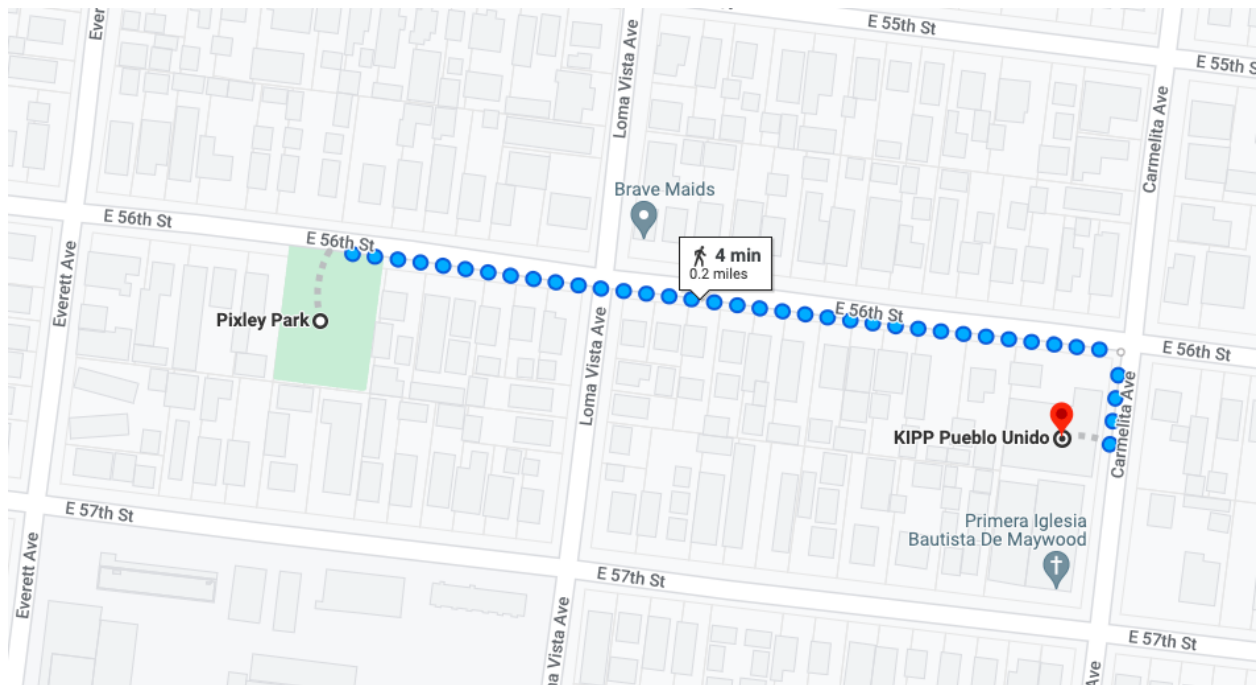 E 55th St
E 55th S
Ever
Loma Vista Ave
Carmelita Ave
Brave Maids
E 56th St
E 56th St
4 min
0.2 miles
Everett Ave
Pixley Park
E 56th St
E 56th St
Loma Vista Ave
Carmelita Ave
KIPP Pueblo Unido
E 57th St
Primera Iglesia
Bautista De Maywood
Everett Ave
E 57th St
ma Vista Ave
E 57th St
Ave